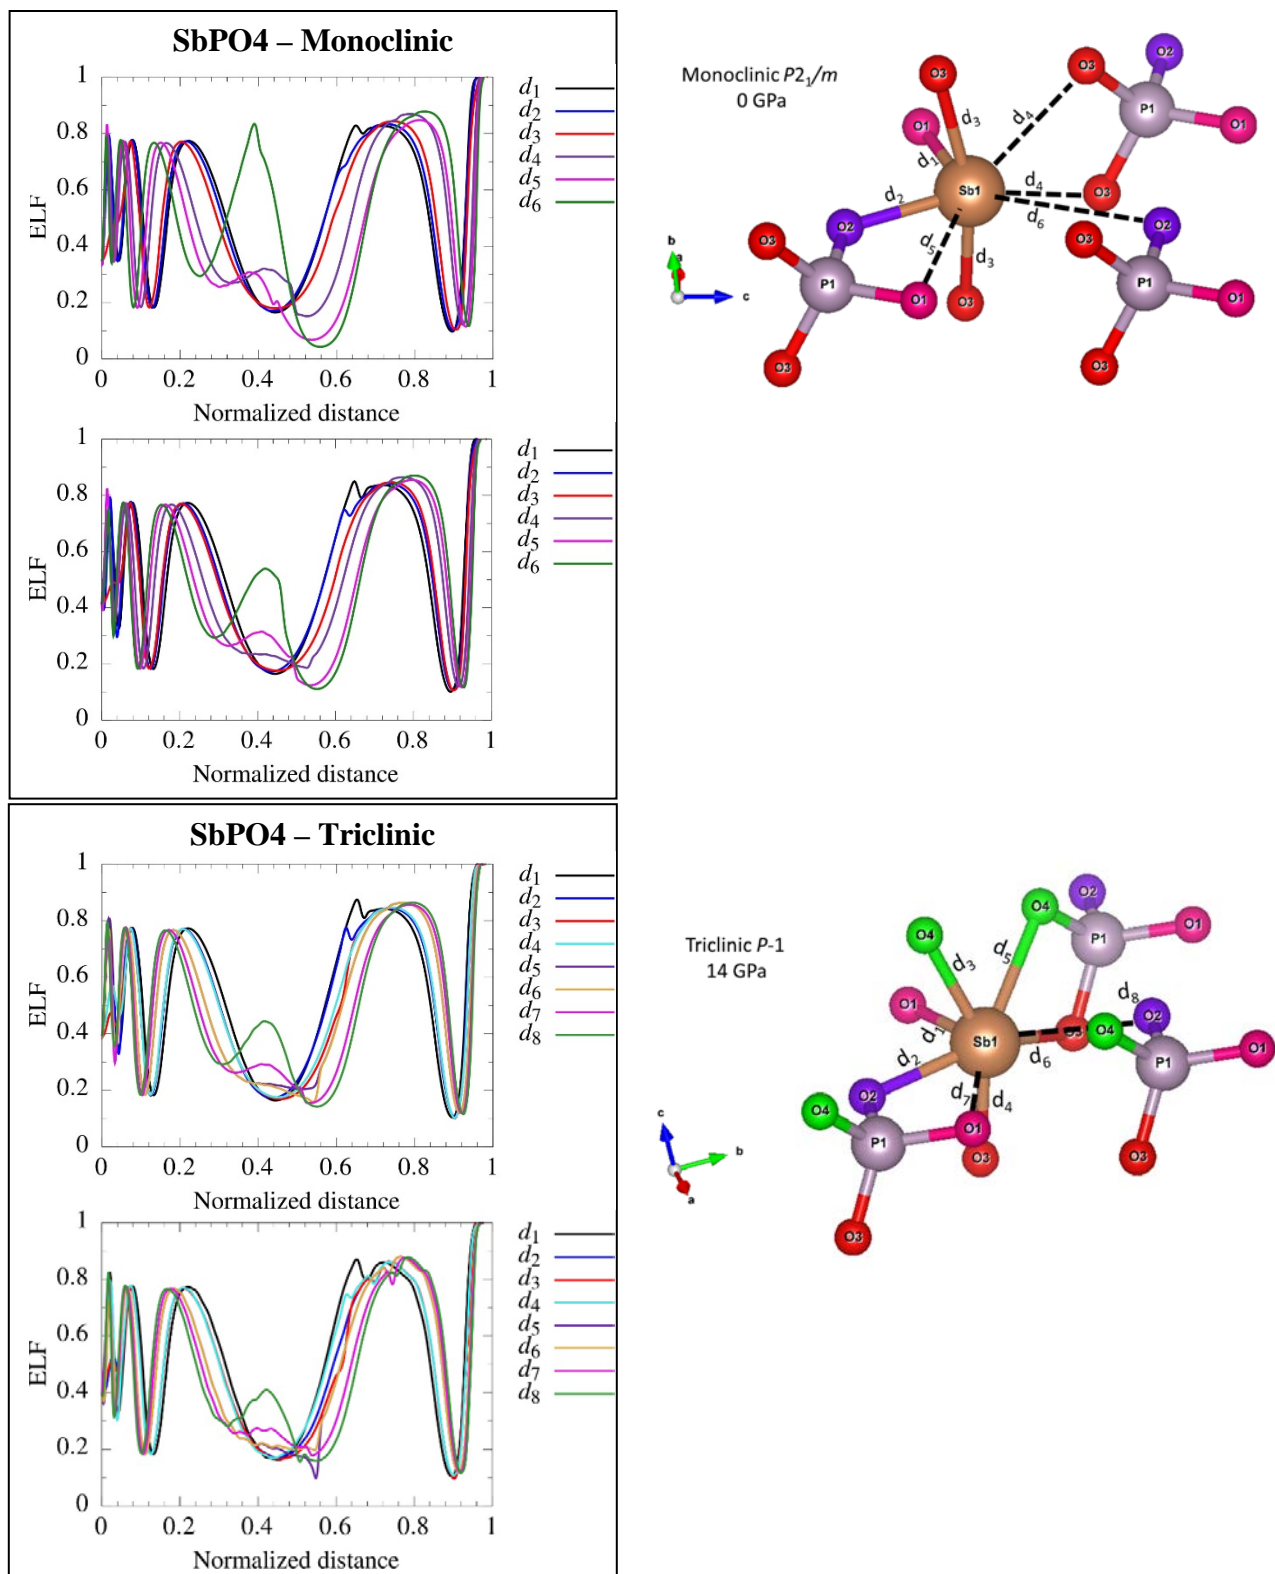 SbPO4 – Monoclinic
1
0.8
0.6
0.4
0.2
0
ELF
0 0.2 0.4 0.6 0.8 1
Normalized distance
d1
d2
d3
d4
d5
d6
1
0.8
0.6
0.4
0.2
0
ELF
0 0.2 0.4 0.6 0.8 1
Normalized distance
d1
d2
d3
d4
d5
d6
Monoclinic P21/m
0 GPa
O3
O3
O2
O1
P1
O1
d3
d4
d1
Sb1
d4
O3
d2
d6
O2
d5
O3
O2
O3
P1
d3
P1
O1
O3
O1
O3
O3
b
a
c
SbPO4 – Triclinic
1
0.8
0.6
0.4
0.2
0
ELF
0 0.2 0.4 0.6 0.8 1
Normalized distance
d1
d2
d3
d4
d5
d6
d7
d8
1
0.8
0.6
0.4
0.2
0
ELF
0 0.2 0.4 0.6 0.8 1
Normalized distance
d1
d2
d3
d4
d5
d6
d7
d8
Triclinic P-1
14 GPa
O2
O4
O1
O4
P1
d5
d3
d8
O1
d1
O2
Sb1
O3
O4
d6
O1
d2
P1
O2
d7
d4
O4
O1
P1
O3
O3
O3
c
b
a